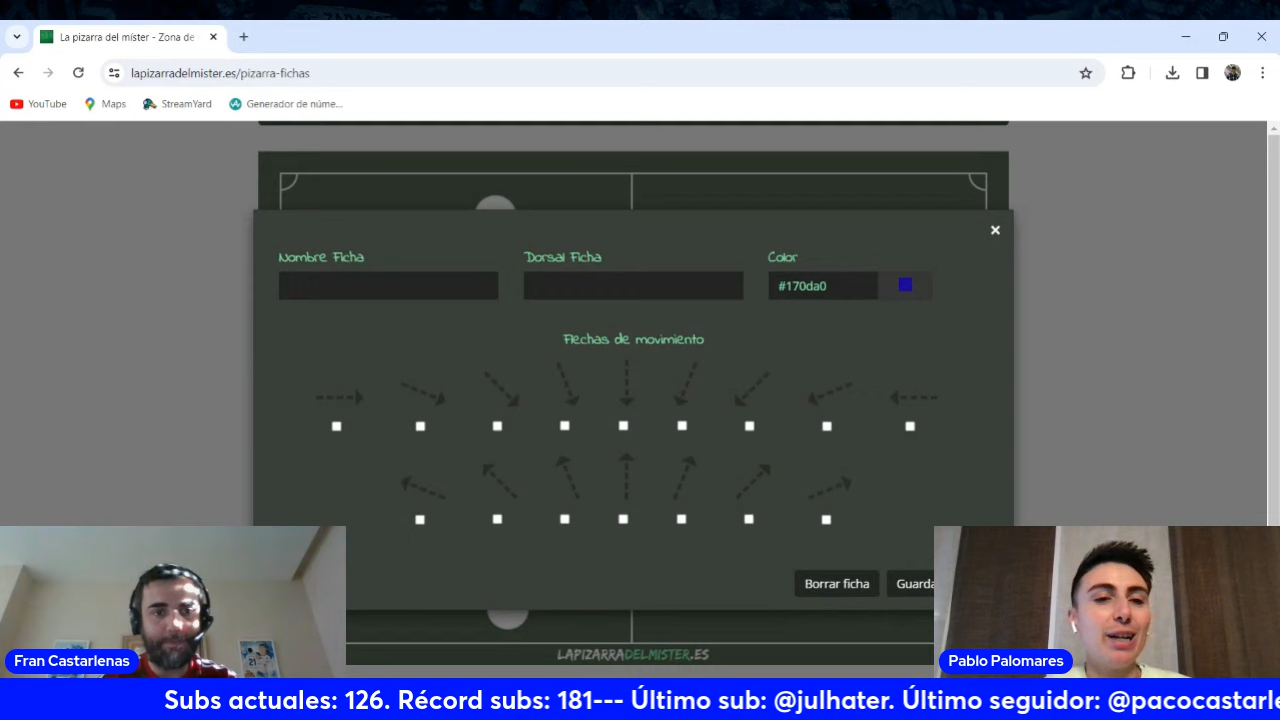 La pizarra del míster - Zona de
lapizarradelmister.es/pizarra-fichas
YouTube
Maps
StreamYard
Generador de núme...
Nombre Ficha
Dorsal Ficha
Color
#170da0
Flechas de movimiento
Borrar ficha
Guarda
LAPIZARRADELMISTER.ES
Fran Castarlenas
Pablo Palomares
Subs actuales: 126. Récord subs: 181--- Último sub: @julhater. Último seguidor: @pacocastarle